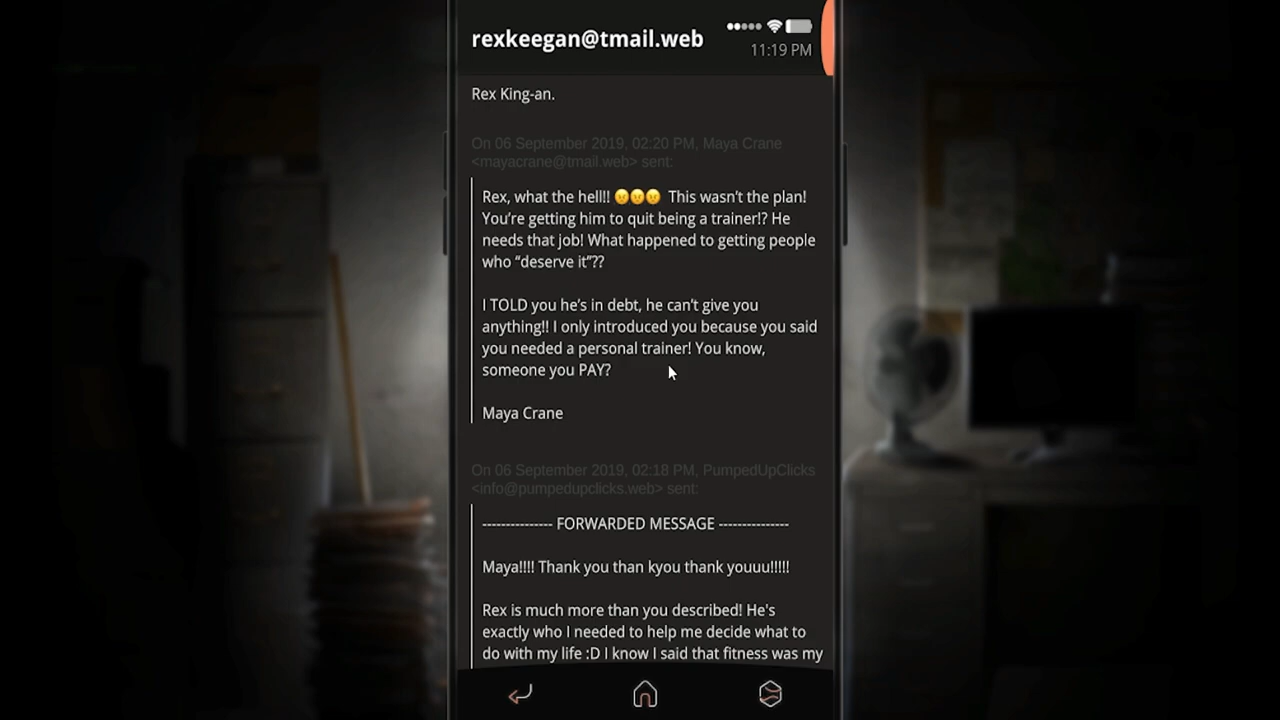 rexkeegan@tmail.web
11:19 PM
Rex King-an.
On 06 September 2019, 02:20 PM, Maya Crane
<mayacrane@tmail.web> sent:
Rex, what the hell!! 😠😠😠 This wasn't the plan!
You're getting him to quit being a trainer!? He
needs that job! What happened to getting people
who “deserve it”??
I TOLD you he's in debt, he can't give you
anything!! I only introduced you because you said
you needed a personal trainer! You know,
someone you PAY?
Maya Crane
On 06 September 2019, 02:18 PM, PumpedUpClicks
<info@pumpedupclicks.web> sent:
--------------- FORWARDED MESSAGE ---------------
Maya!!!! Thank you than kyou thank youuu!!!!!
Rex is much more than you described! He's
exactly who I needed to help me decide what to
do with my life :D I know I said that fitness was my